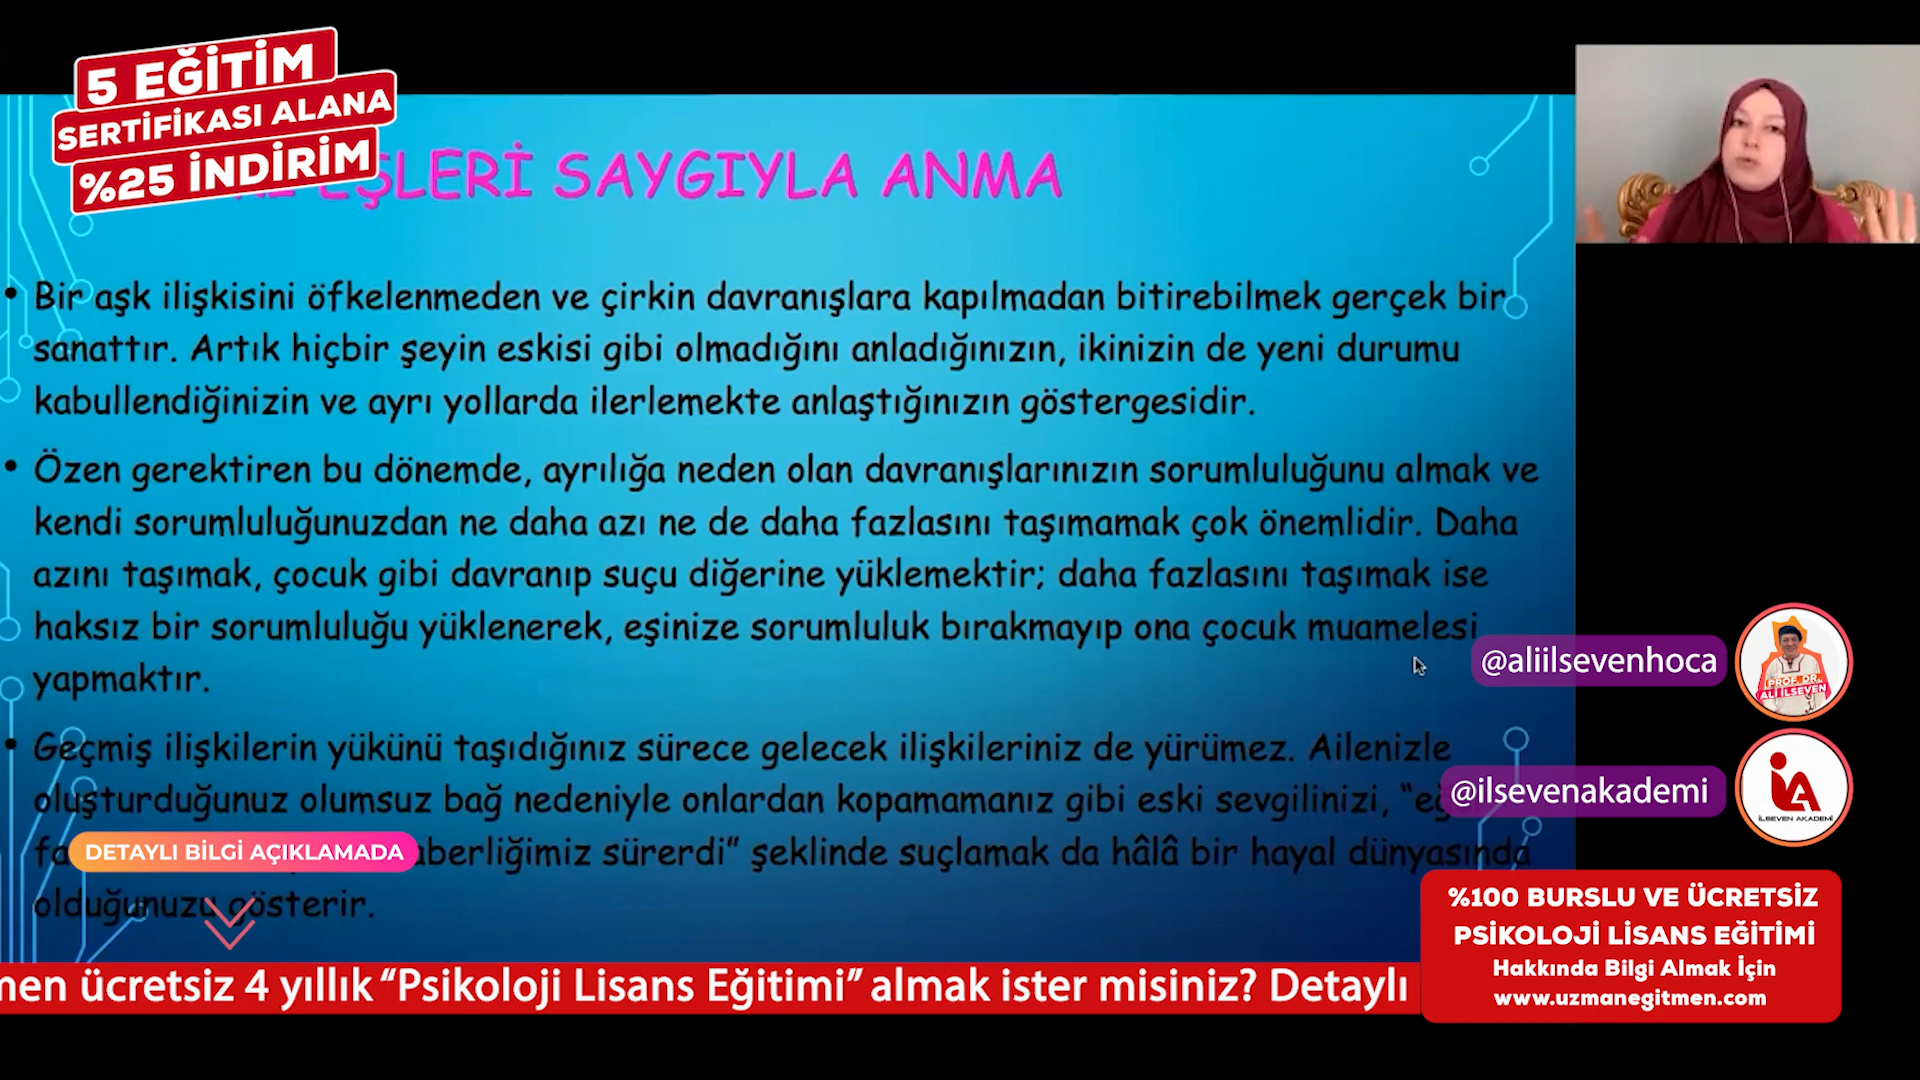 5 EĞİTİM
SERTİFİKASI ALANA
%25 İNDİRİM
EŞLERİ SAYGIYLA ANMA
• Bir aşk ilişkisini öfkelenmeden ve çirkin davranışlara kapılmadan bitirebilmek gerçek bir
sanattır. Artık hiçbir şeyin eskisi gibi olmadığını anladığınızın, ikinizin de yeni durumu
kabullendiğinizin ve ayrı yollarda ilerlemekte anlaştığınızın göstergesidir.
• Özen gerektiren bu dönemde, ayrılığa neden olan davranışlarınızın sorumluluğunu almak ve
kendi sorumluluğunuzdan ne daha azı ne de daha fazlasını taşımamak çok önemlidir. Daha
azını taşımak, çocuk gibi davranıp suçu diğerine yüklemektir; daha fazlasını taşımak ise
haksız bir sorumluluğu yüklenerek, eşinize sorumluluk bırakmayıp ona çocuk muamelesi
yapmaktır.
• Geçmiş ilişkilerin yükünü taşıdığınız sürece gelecek ilişkileriniz de yürümez. Ailenizle
oluşturduğunuz olumsuz bağ nedeniyle onlardan kopamamanız gibi eski sevgilinizi,
aberliğimiz sürerdi” şeklinde suçlamak da hâlâ bir hayal dünyasında
olduğunuzu gösterir.
@aliilsevenhoca
PROF. DR.
ALİ İLSEVEN
@ilsevenakademi
İLSEVEN AKADEMİ
DETAYLI BİLGİ AÇIKLAMADA
%100 BURSLU VE ÜCRETSİZ
PSİKOLOJİ LİSANS EĞİTİMİ
Hakkında Bilgi Almak İçin
www.uzmanegitmen.com
men ücretsiz 4 yıllık “Psikoloji Lisans Eğitimi” almak ister misiniz? Detaylı